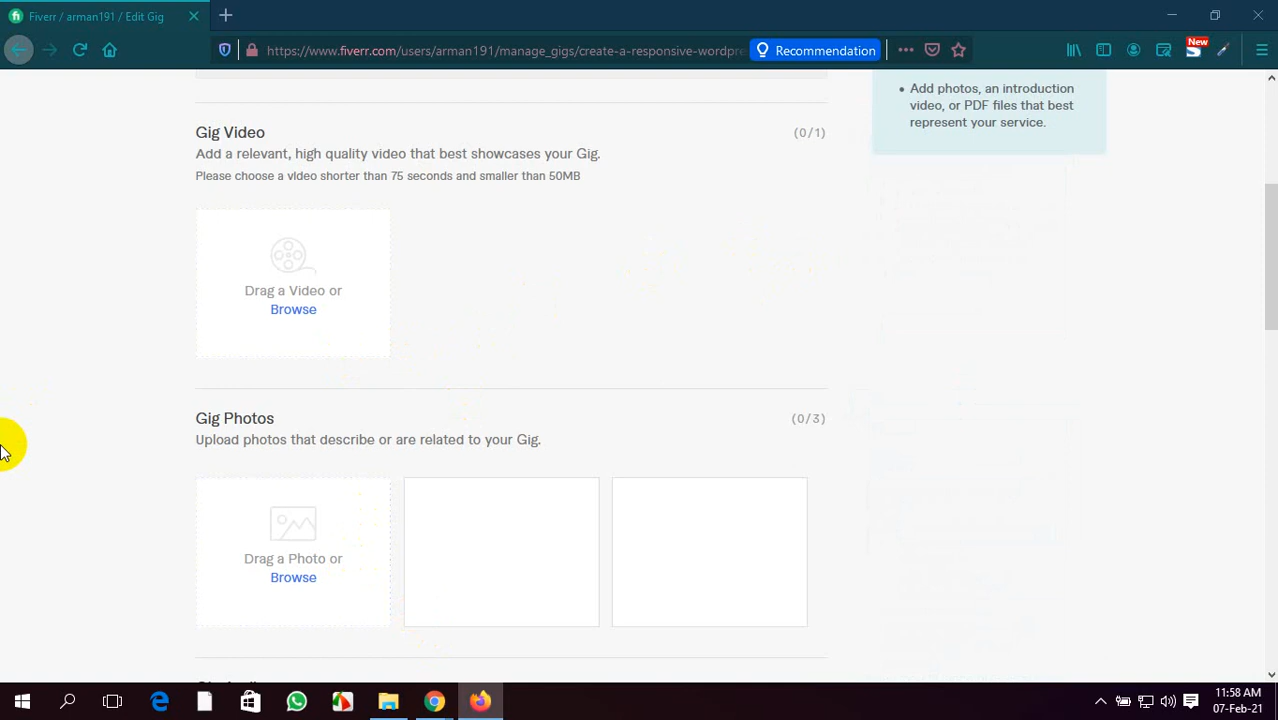 Fiverr / arman191 / Edit Gig
https://www.fiverr.com/users/arman191/manage_gigs/create-a-responsive-wordpre
Recommendation
New
Add photos, an introduction
video, or PDF files that best
represent your service.
Gig Video
(0/1)
Add a relevant, high quality video that best showcases your Gig.
Please choose a video shorter than 75 seconds and smaller than 50MB
Drag a Video or
Browse
Gig Photos
(0/3)
Upload photos that describe or are related to your Gig.
Drag a Photo or
Browse
11:58 AM
07-Feb-21